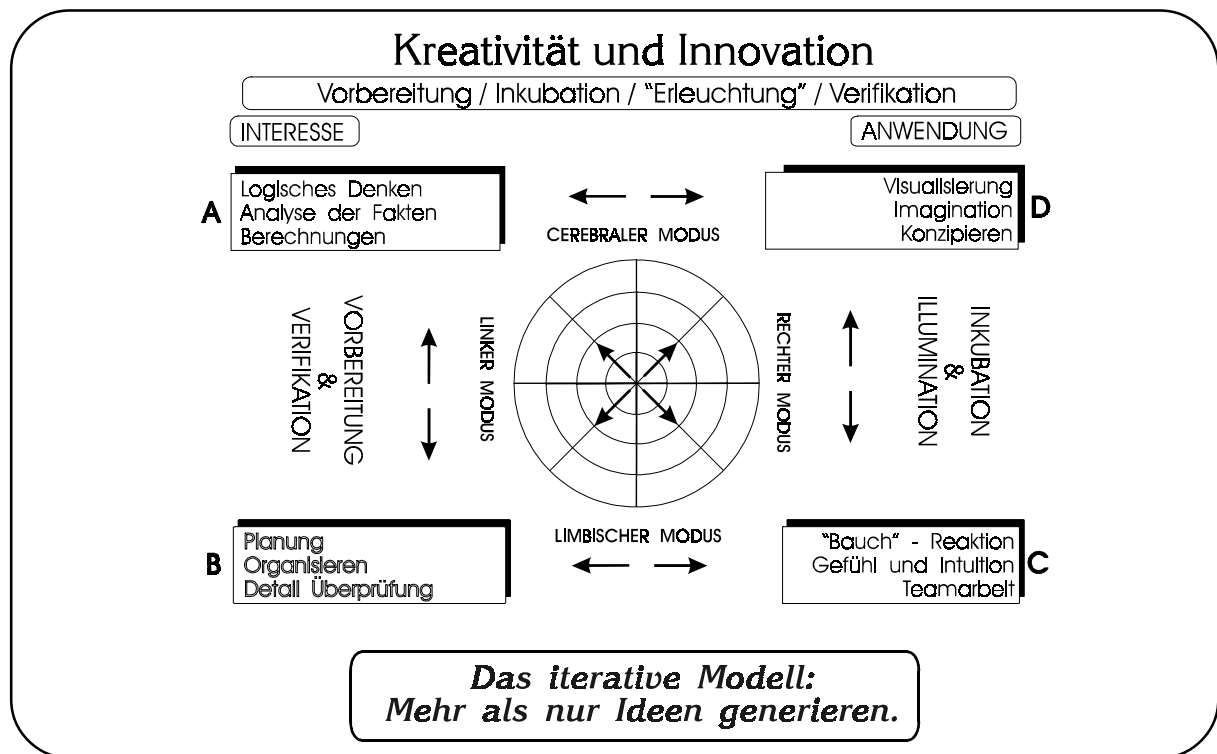 Kreativität und Innovation
Vorbereitung / Inkubation / "Erleuchtung" / Verifikation
INTERESSE
ANWENDUNG
A
Logisches Denken
Analyse der Fakten
Berechnungen
CEREBRALER MODUS
Visualisierung
Imagination
Konzipieren
D
VORBEREITUNG
&
VERIFIKATION
LINKER MODUS
RECHTER MODUS
INKUBATION
&
ILLUMINATION
B
Planung
Organisieren
Detail Überprüfung
LIMBISCHER MODUS
"Bauch" - Reaktion
Gefühl und Intuition
Teamarbeit
C
Das iterative Modell:
Mehr als nur Ideen generieren.